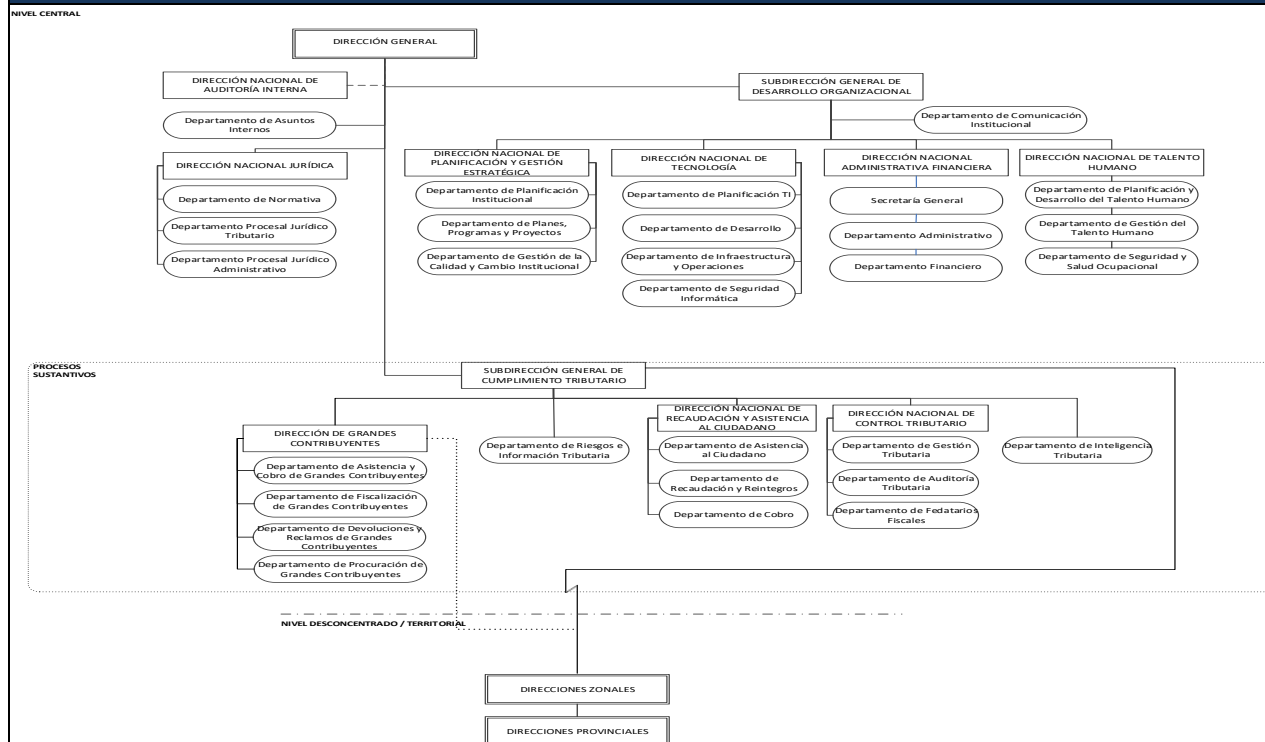 NIVEL CENTRAL
DIRECCIÓN GENERAL
DIRECCIÓN NACIONAL DE
AUDITORÍA INTERNA
SUBDIRECCIÓN GENERAL DE
DESARROLLO ORGANIZACIONAL
Departamento de Asuntos
Internos
Departamento de Comunicación
Institucional
DIRECCIÓN NACIONAL JURÍDICA
Departamento de Normativa
Departamento Procesal Jurídico
Tributario
Departamento Procesal Jurídico
Administrativo
DIRECCIÓN NACIONAL DE
PLANIFICACIÓN Y GESTIÓN
ESTRATÉGICA
Departamento de Planificación
Institucional
Departamento de Planes,
Programas y Proyectos
Departamento de Gestión de la
Calidad y Cambio Institucional
DIRECCIÓN NACIONAL DE
TECNOLOGÍA
Departamento de Planificación TI
Departamento de Desarrollo
Departamento de Infraestructura
y Operaciones
Departamento de Seguridad
Informática
DIRECCIÓN NACIONAL
ADMINISTRATIVA FINANCIERA
Secretaría General
Departamento Administrativo
Departamento Financiero
DIRECCIÓN NACIONAL DE TALENTO
HUMANO
Departamento de Planificación y
Desarrollo del Talento Humano
Departamento de Gestión del
Talento Humano
Departamento de Seguridad y
Salud Ocupacional
PROCESOS
SUSTANTIVOS
SUBDIRECCIÓN GENERAL DE
CUMPLIMIENTO TRIBUTARIO
DIRECCIÓN DE GRANDES
CONTRIBUYENTES
Departamento de Asistencia y
Cobro de Grandes Contribuyentes
Departamento de Fiscalización
de Grandes Contribuyentes
Departamento de Devoluciones y
Reclamos de Grandes
Contribuyentes
Departamento de Procuración de
Grandes Contribuyentes
Departamento de Riesgos e
Información Tributaria
DIRECCIÓN NACIONAL DE
RECAUDACIÓN Y ASISTENCIA
AL CIUDADANO
Departamento de Asistencia
al Ciudadano
Departamento de
Recaudación y Reintegros
Departamento de Cobro
DIRECCIÓN NACIONAL DE
CONTROL TRIBUTARIO
Departamento de Gestión
Tributaria
Departamento de Auditoría
Tributaria
Departamento de Fedatarios
Fiscales
Departamento de Inteligencia
Tributaria
NIVEL DESCONCENTRADO / TERRITORIAL
DIRECCIONES ZONALES
DIRECCIONES PROVINCIALES